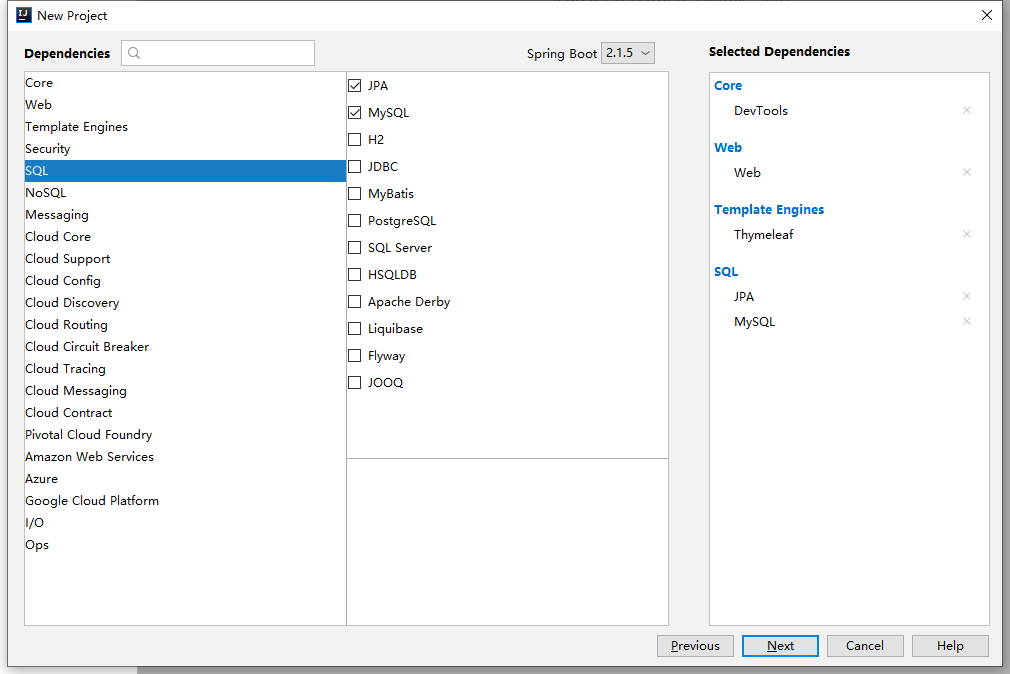 New Project
Dependencies
Spring Boot 2.1.5
Selected Dependencies
Core
Web
Template Engines
Security
SQL
NoSQL
Messaging
Cloud Core
Cloud Support
Cloud Config
Cloud Discovery
Cloud Routing
Cloud Circuit Breaker
Cloud Tracing
Cloud Messaging
Cloud Contract
Pivotal Cloud Foundry
Amazon Web Services
Azure
Google Cloud Platform
I/O
Ops
JPA
MySQL
H2
JDBC
MyBatis
PostgreSQL
SQL Server
HSQLDB
Apache Derby
Liquibase
Flyway
JOOQ
Core
DevTools
Web
Web
Template Engines
Thymeleaf
SQL
JPA
MySQL
Previous
Next
Cancel
Help